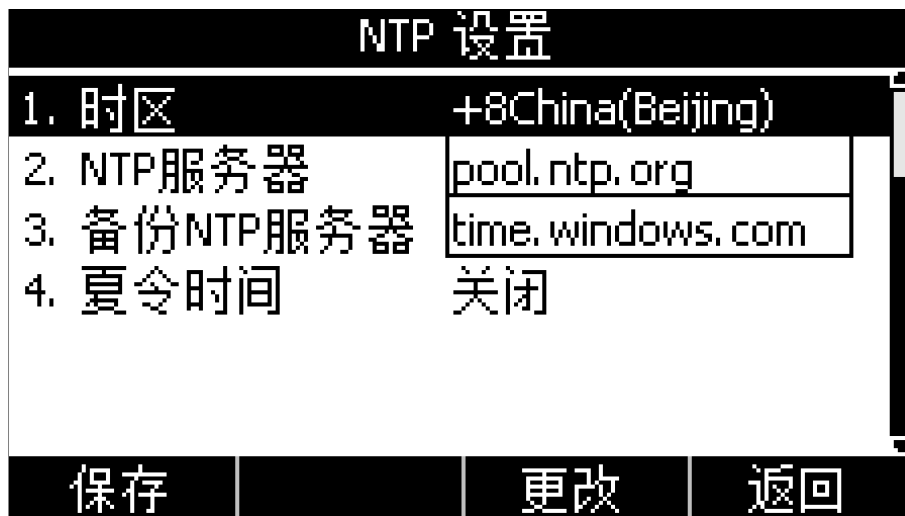 NTP 设置
1. 时区 +8China(Beijing)
2. NTP服务器 pool.ntp.org
3. 备份NTP服务器 time.windows.com
4. 夏令时间 关闭
保存 更改 返回